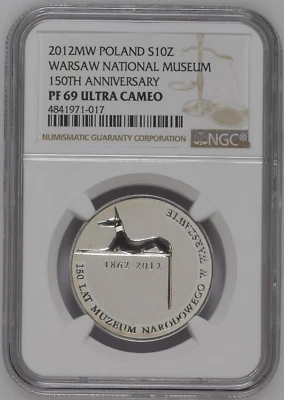 2012MW POLAND S10Z
WARSAW NATIONAL MUSEUM
150TH ANNIVERSARY
PF 69 ULTRA CAMEO
4841971-017
NUMISMATIC GUARANTY CORPORATION
NGC
1862-2012
150 LAT MUZEUM NARODOWEGO W WARSZAWIE